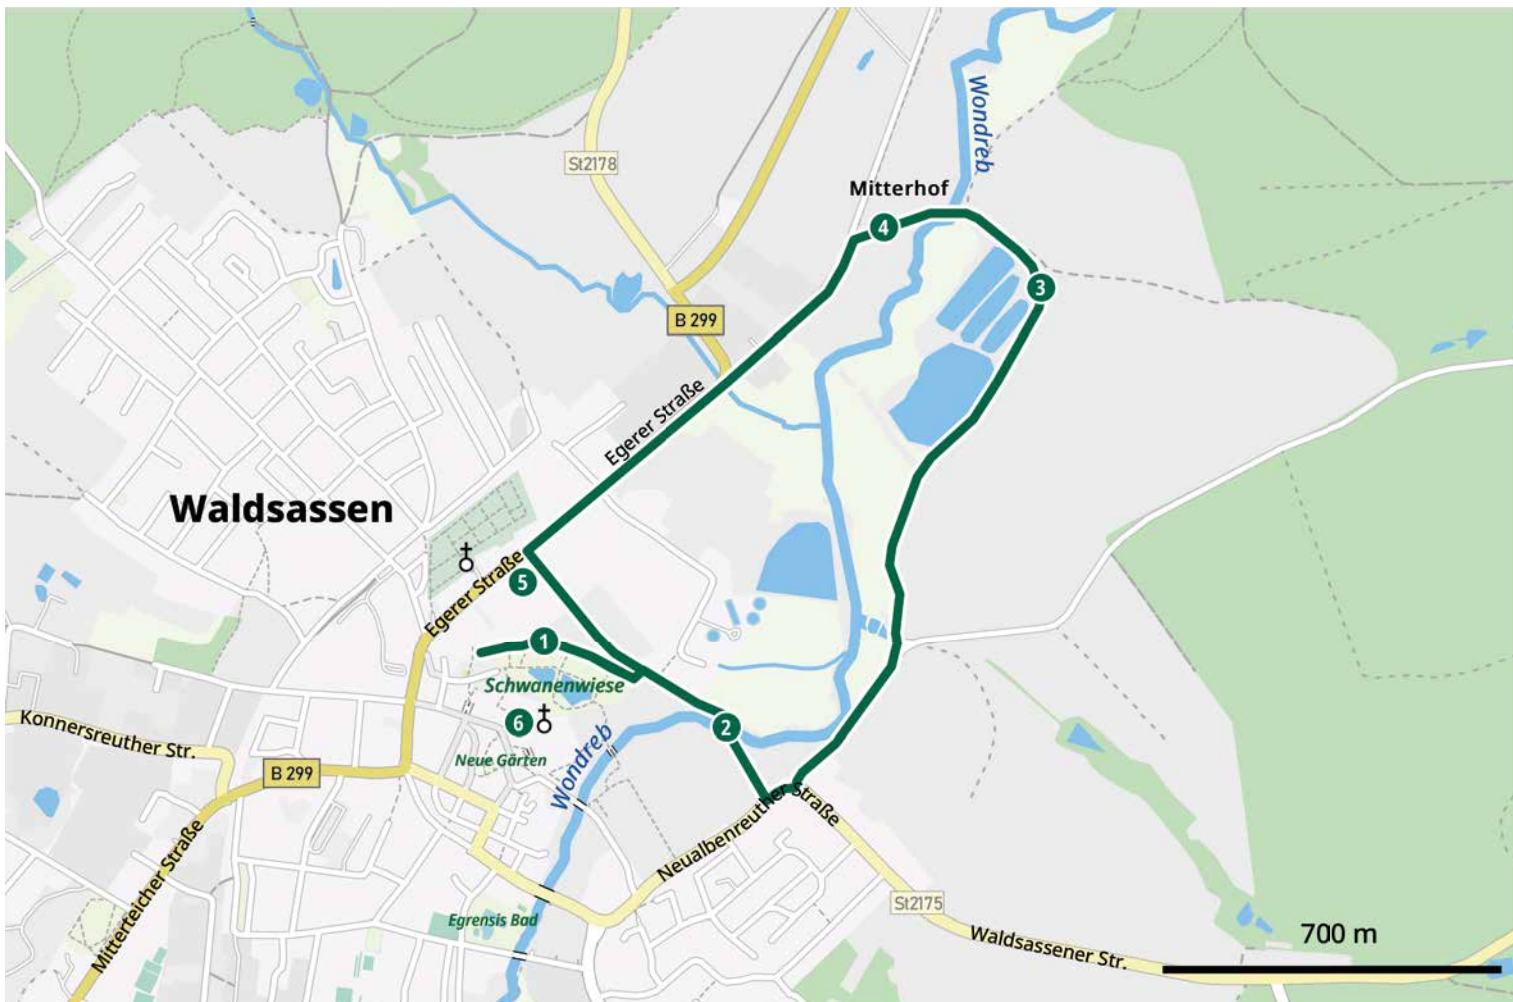 Wondreb
St2178
Mitterhof
4
3
B 299
Egerer Straße
Waldsassen
Egerer Straße
5
1
Schwanenwiese
6
2
Konnersreuther Str.
Neue Gärten
Wondreb
B 299
Neualbenreuther Straße
Mitterteicher Straße
Egrensis Bad
St2175
Waldsassener Str.
700 m